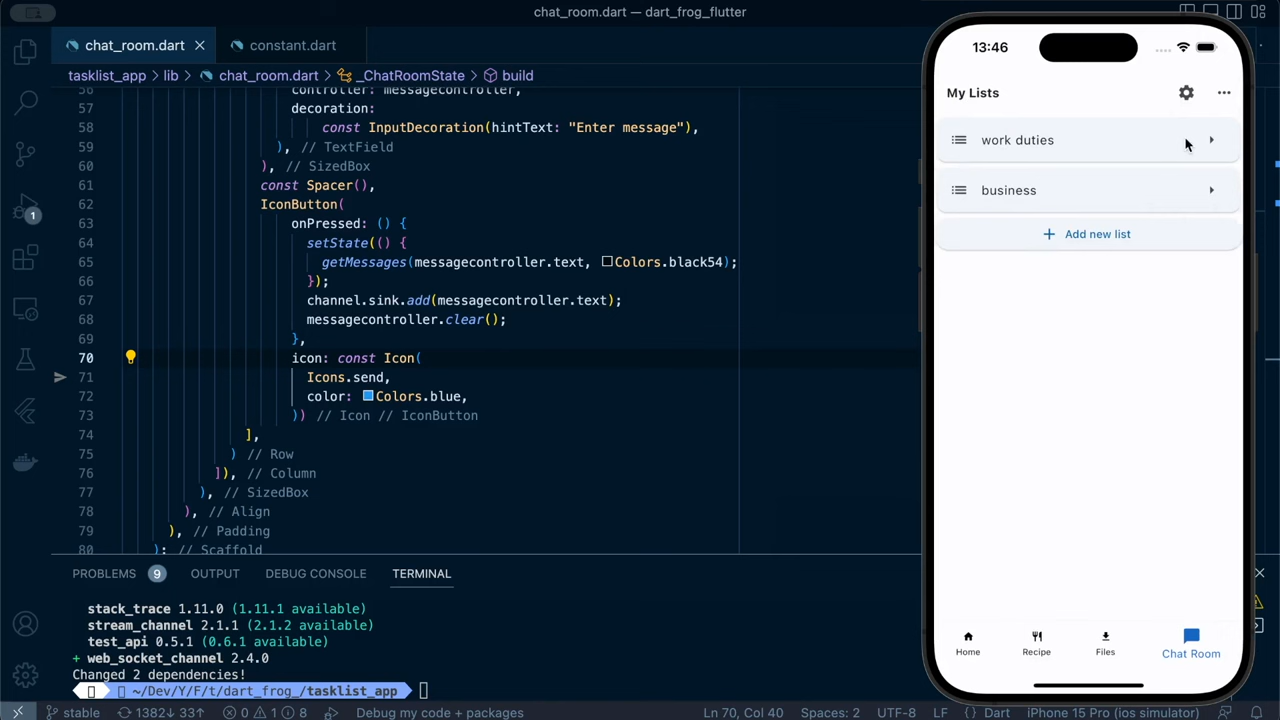 chat_room.dart — dart_frog_flutter
chat_room.dart
constant.dart
tasklist_app > lib > chat_room.dart > _ChatRoomState > build
56 controller: messagecontroller,
57 decoration:
58 const InputDecoration(hintText: "Enter message"),
59 ), // TextField
60 ), // SizedBox
61 const Spacer(),
62 IconButton(
63 onPressed: () {
64 setState(() {
65 getMessages(messagecontroller.text, Colors.black54);
66 });
67 channel.sink.add(messagecontroller.text);
68 messagecontroller.clear();
69 },
70 icon: const Icon(
71 Icons.send,
72 color: Colors.blue,
73 )) // Icon // IconButton
74 ],
75 ) // Row
76 ]), // Column
77 ), // SizedBox
78 ), // Align
79 ), // Padding
80 ); // Scaffold
1
PROBLEMS 9 OUTPUT DEBUG CONSOLE TERMINAL
stack_trace 1.11.0 (1.11.1 available)
stream_channel 2.1.1 (2.1.2 available)
test_api 0.5.1 (0.6.1 available)
+ web_socket_channel 2.4.0
Changed 2 dependencies!
~/Dev/Y/F/t/dart_frog_/tasklist_app
stable 1382↓ 33↑ 0 1 8 Debug my code + packages Ln 70, Col 40 Spaces: 2 UTF-8 LF {} Dart iPhone 15 Pro (ios simulator)
13:46
My Lists
work duties
business
+ Add new list
Home Recipe Files Chat Room